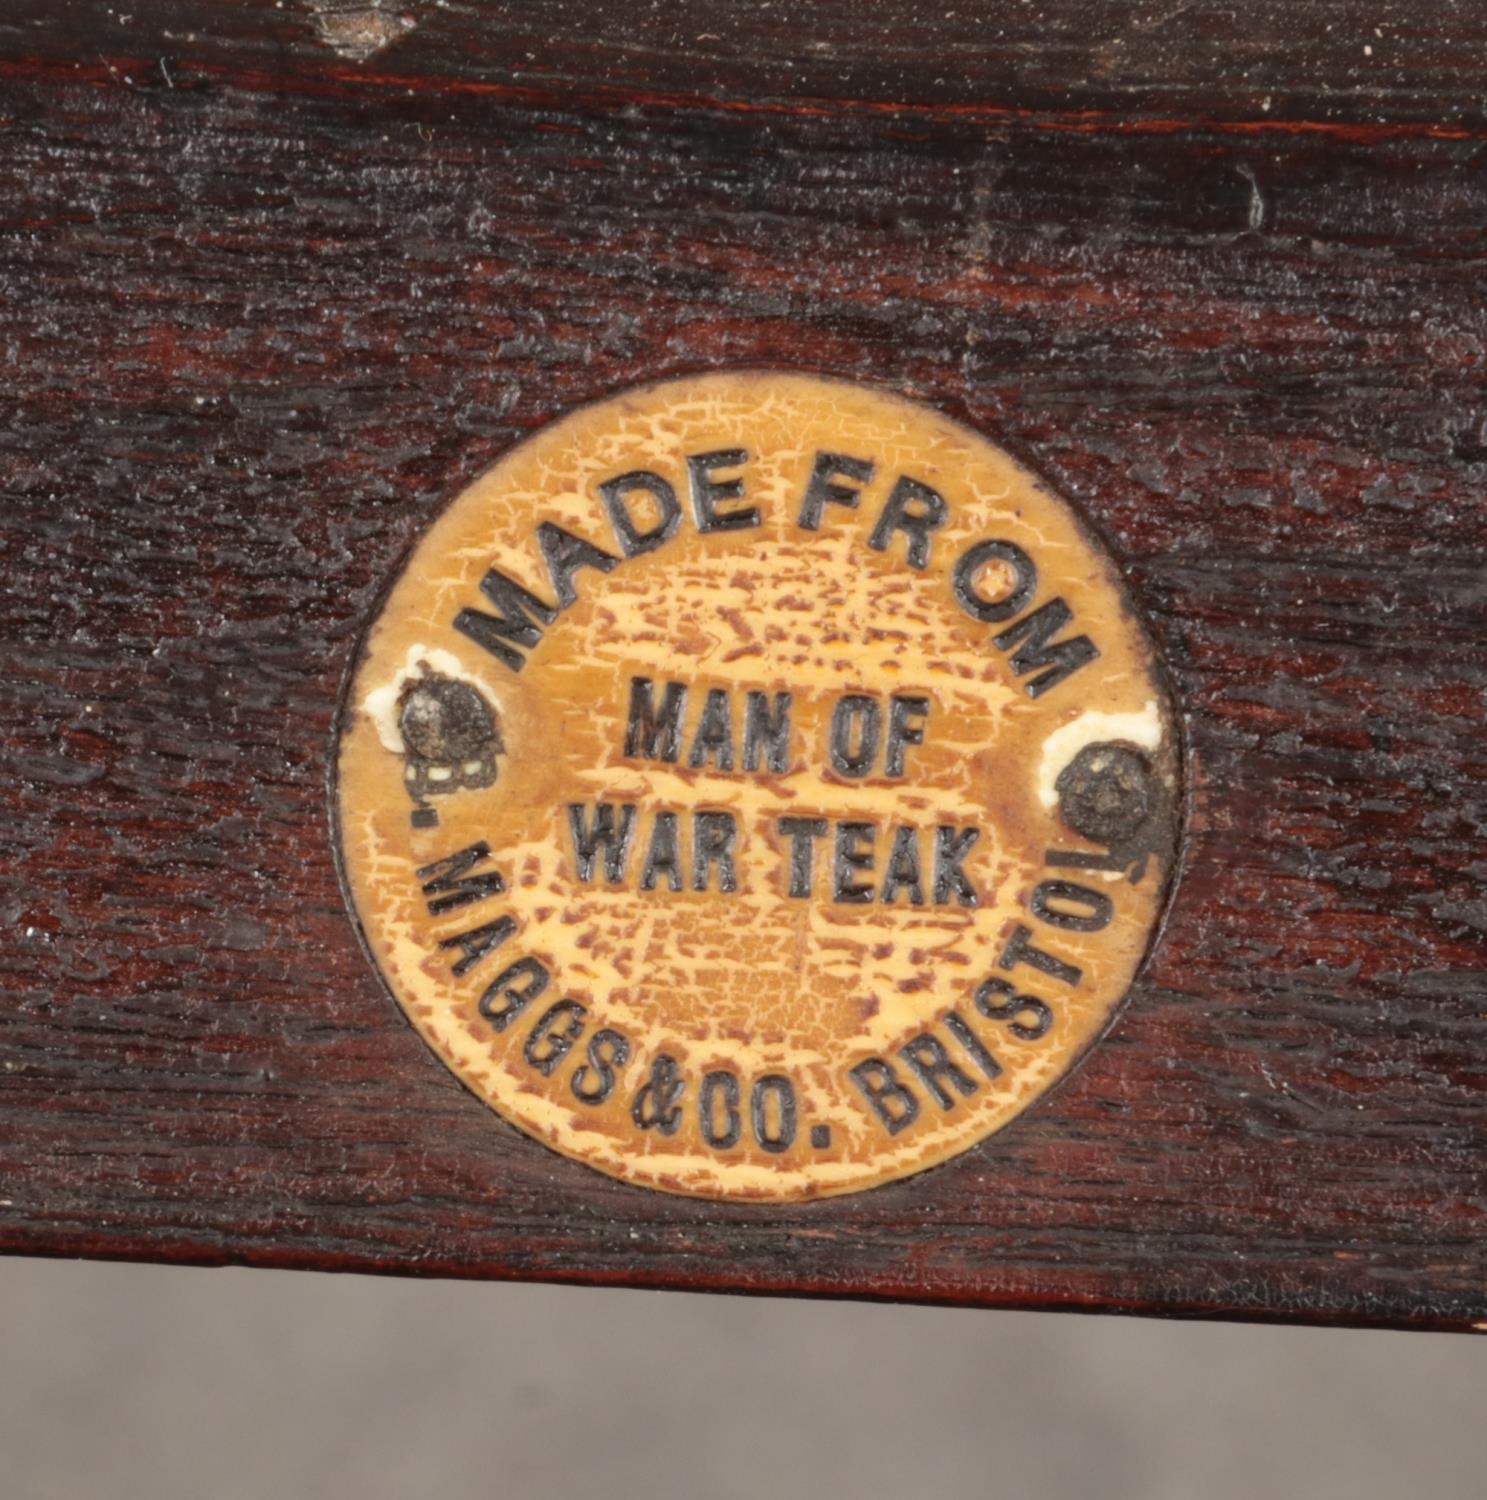 MADE FROM
MAN OF
WAR TEAK
MAGGS & CO. BRISTOL